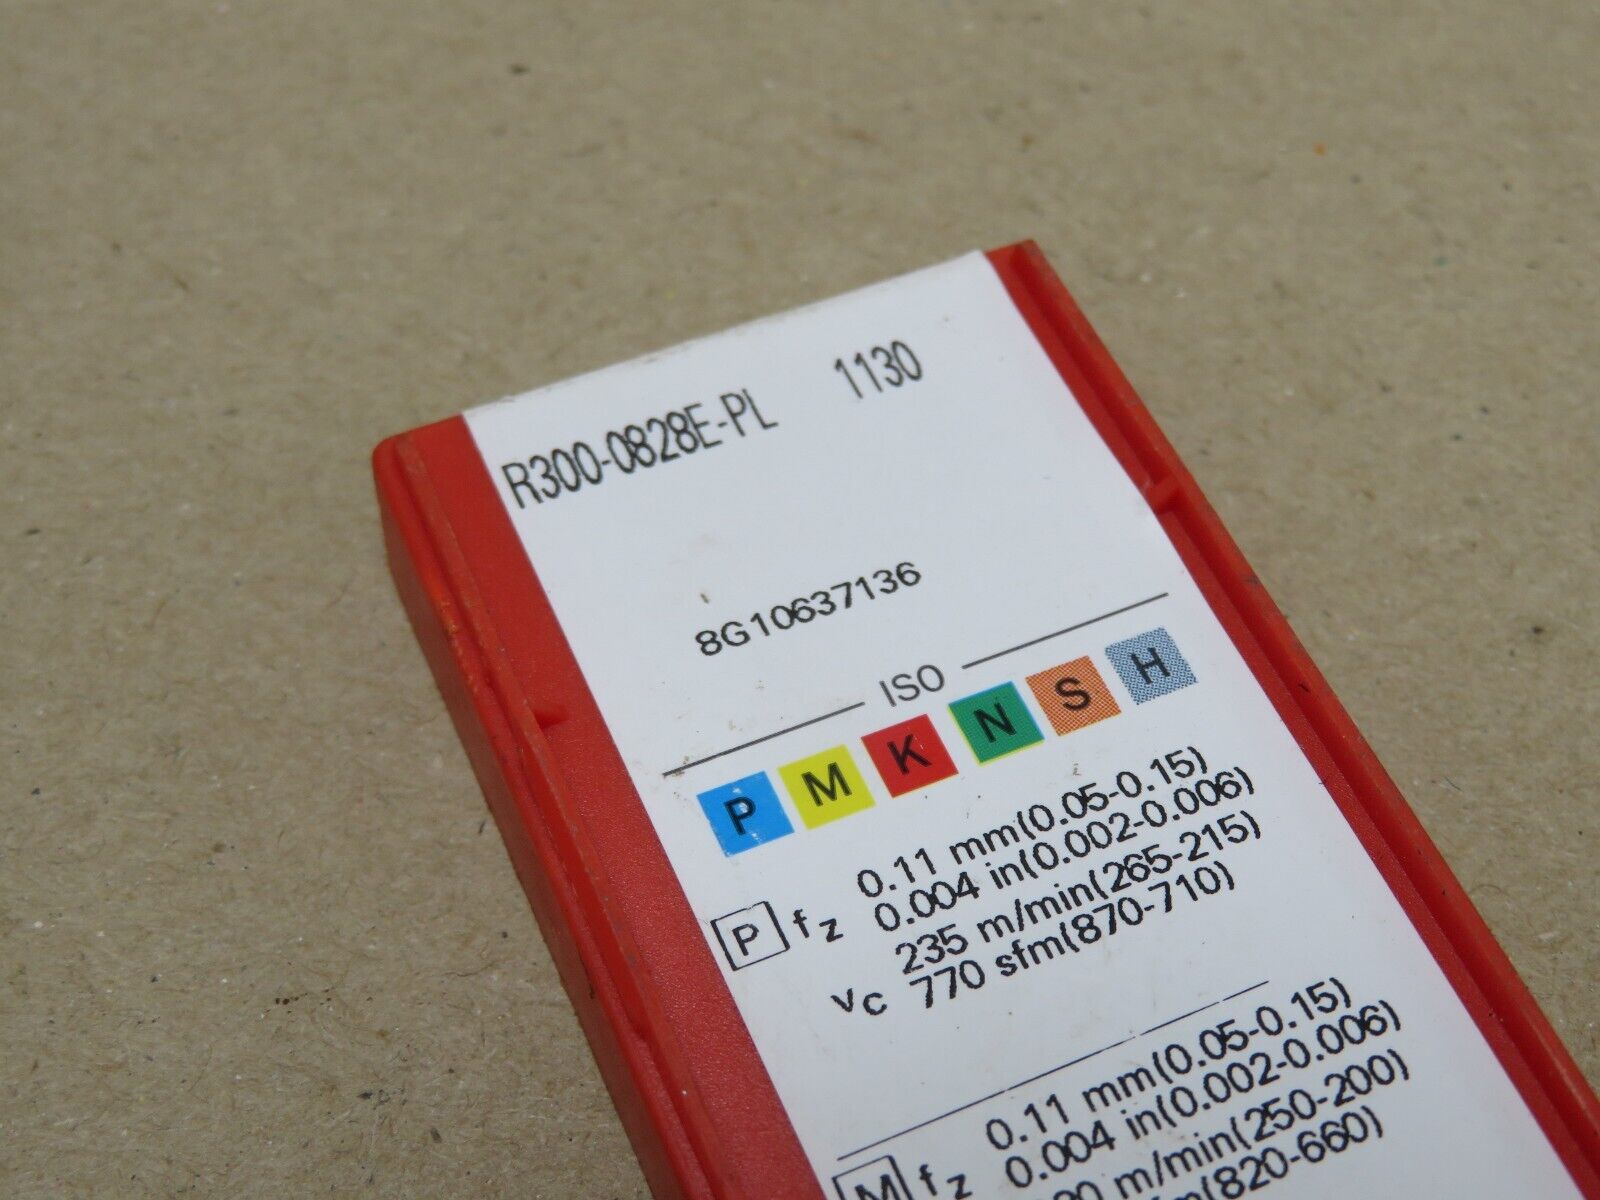 R300-0828E-PL 1130
8G10637136
ISO
P M K N S H
0.11 mm(0.05-0.15)
P fz 0.004 in(0.002-0.006)
235 m/min(265-215)
vc 770 sfm(870-710)
0.11 mm(0.05-0.15)
M fz 0.004 in(0.002-0.006)
m/min(250-200)
(820-660)